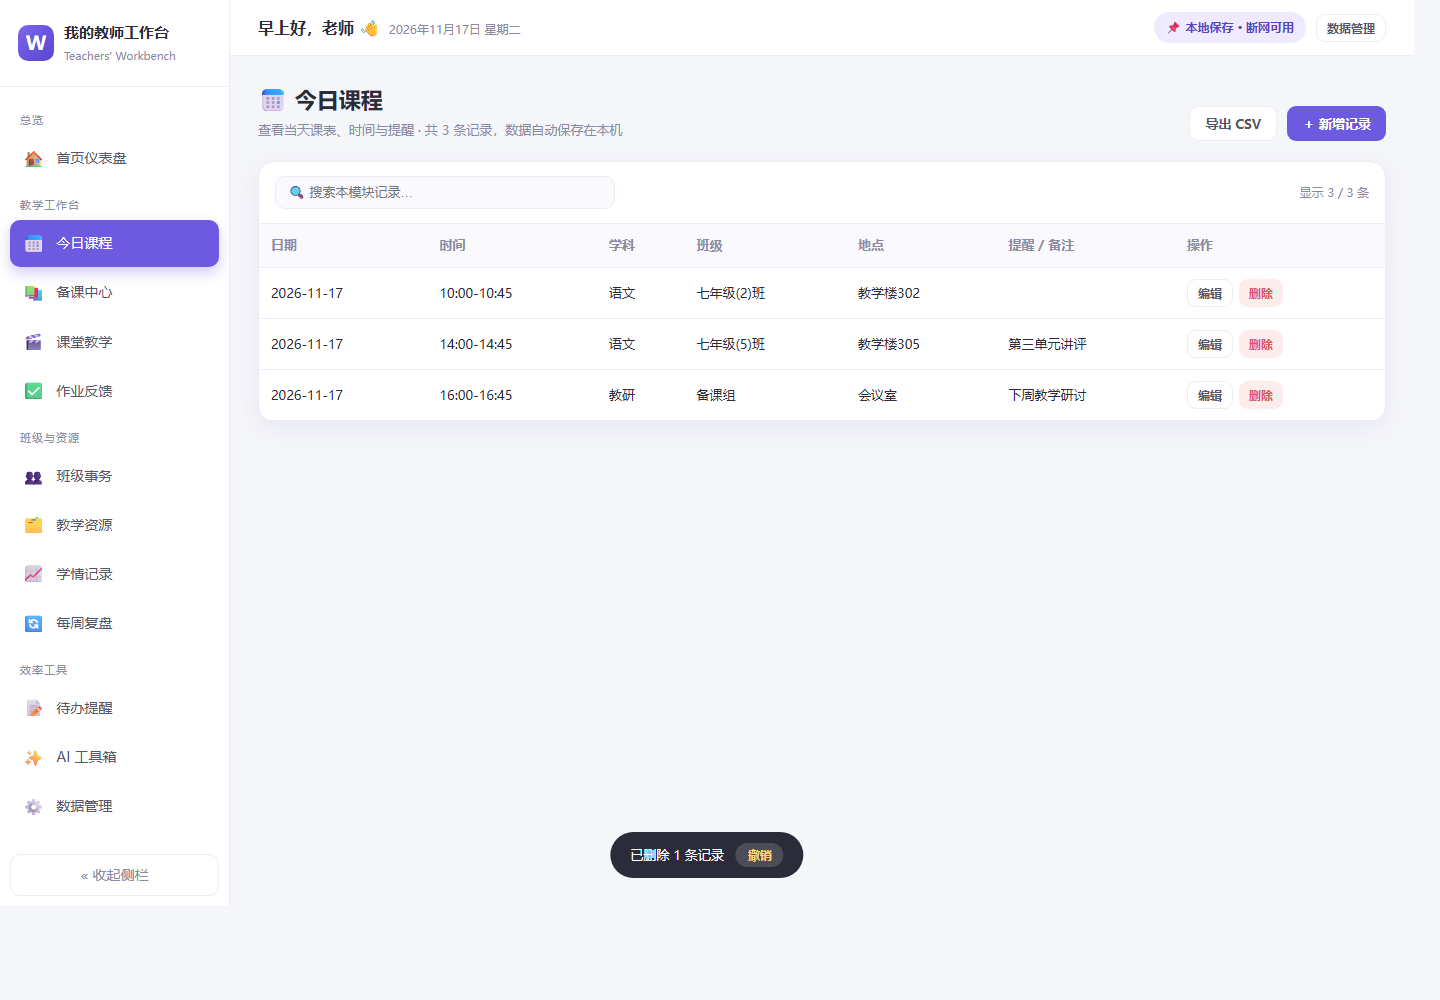 W
我的教师工作台
Teachers' Workbench
总览
首页仪表盘
教学工作台
今日课程
备课中心
课堂教学
作业反馈
班级与资源
班级事务
教学资源
学情记录
每周复盘
效率工具
待办提醒
AI 工具箱
数据管理
« 收起侧栏
早上好，老师 2026年11月17日 星期二
本地保存 • 断网可用 数据管理
今日课程
查看当天课表、时间与提醒 · 共 3 条记录，数据自动保存在本机
导出 CSV ＋ 新增记录
搜索本模块记录... 显示 3 / 3 条
日期 时间 学科 班级 地点 提醒 / 备注 操作
2026-11-17 10:00-10:45 语文 七年级(2)班 教学楼302 编辑 删除
2026-11-17 14:00-14:45 语文 七年级(5)班 教学楼305 第三单元讲评 编辑 删除
2026-11-17 16:00-16:45 教研 备课组 会议室 下周教学研讨 编辑 删除
已删除 1 条记录 撤销